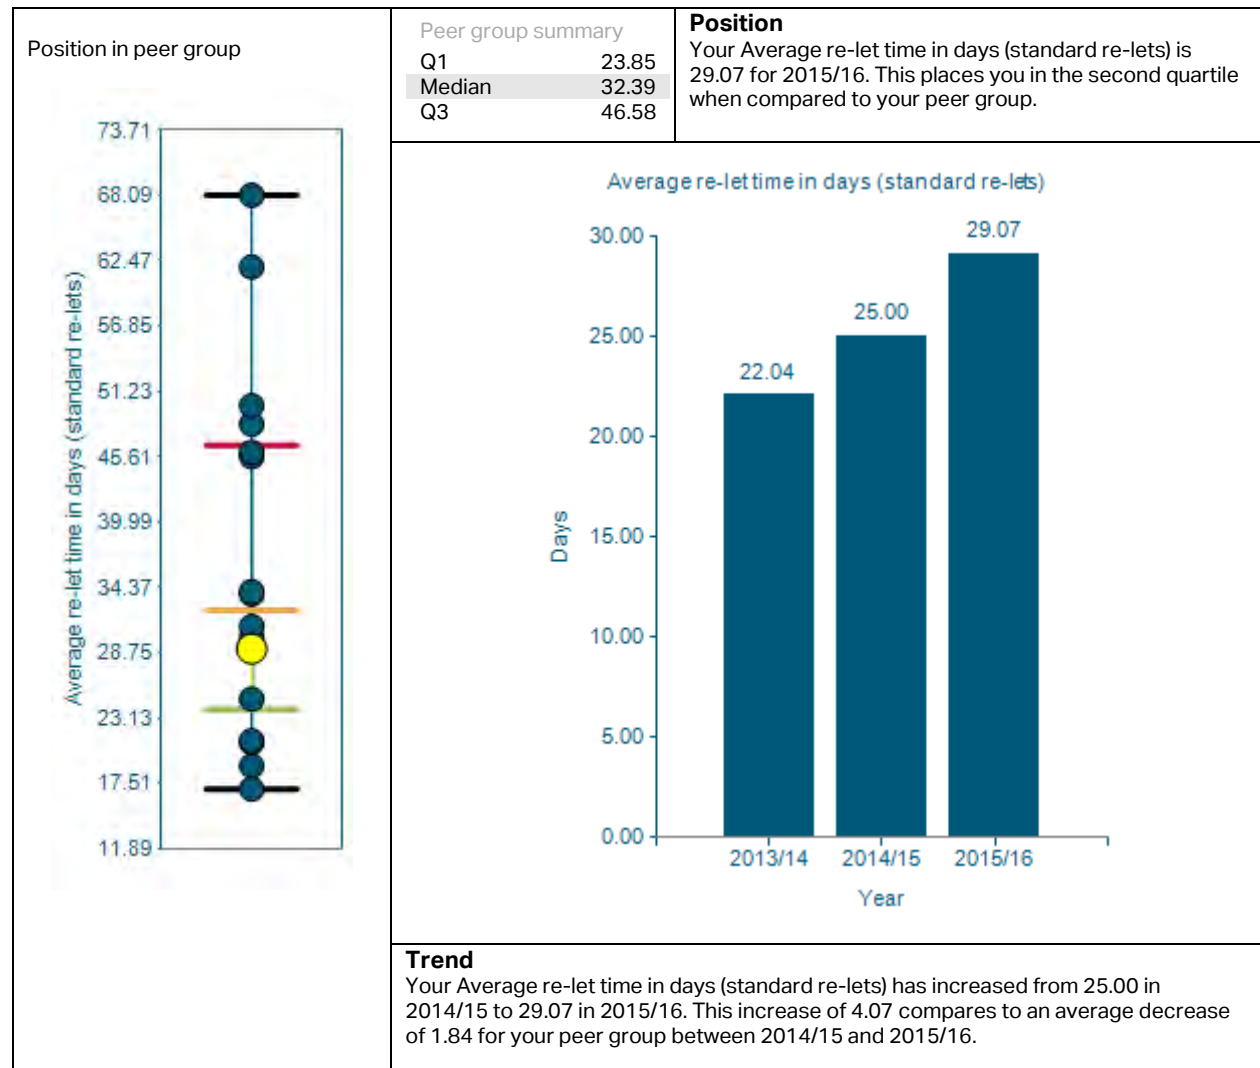 Position in peer group
73.71
68.09
62.47
56.85
51.23
45.61
39.99
34.37
28.75
23.13
17.51
11.89
Average re-let time in days (standard re-lets)
Peer group summary
Q1 23.85
Median 32.39
Q3 46.58
Position
Your Average re-let time in days (standard re-lets) is
29.07 for 2015/16. This places you in the second quartile
when compared to your peer group.
Average re-let time in days (standard re-lets)
30.00
25.00
20.00
15.00
10.00
5.00
0.00
Days
22.04
25.00
29.07
2013/14 2014/15 2015/16
Year
Trend
Your Average re-let time in days (standard re-lets) has increased from 25.00 in
2014/15 to 29.07 in 2015/16. This increase of 4.07 compares to an average decrease
of 1.84 for your peer group between 2014/15 and 2015/16.